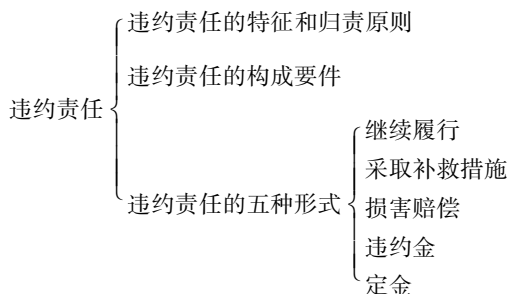 违约责任
违约责任的特征和归责原则
违约责任的构成要件
违约责任的五种形式
继续履行
采取补救措施
损害赔偿
违约金
定金